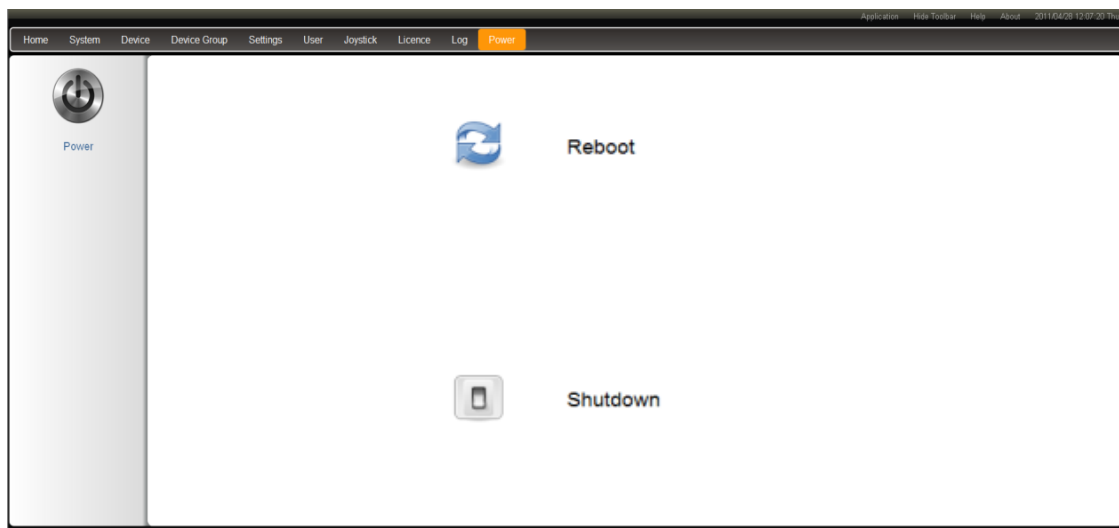 Application Hide Toolbar Help About 2011/04/28 12:07:20 Thu
Home System Device Device Group Settings User Joystick Licence Log Power
Power
Reboot
Shutdown